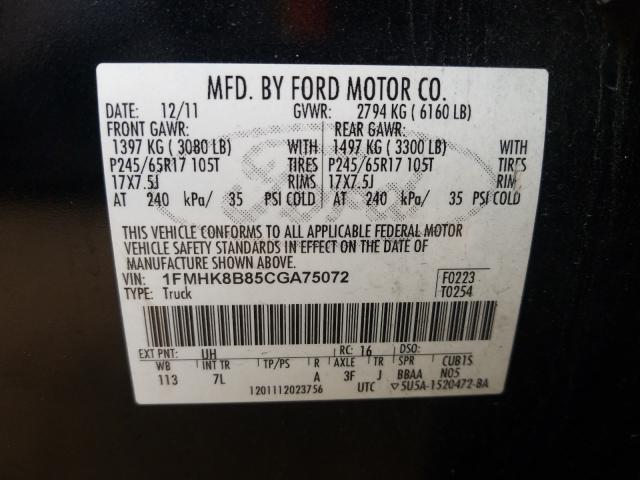 MFD. BY FORD MOTOR CO.
DATE: 12/11 GVWR: 2794 KG ( 6160 LB)
FRONT GAWR: REAR GAWR:
1397 KG ( 3080 LB) WITH 1497 KG ( 3300 LB) WITH
P245/65R17 105T TIRES P245/65R17 105T TIRES
17X7.5J RIMS 17X7.5J RIM
AT 240 kPa/ 35 PSI COLD AT 240 kPa/ 35 PSI COLD
Ford
THIS VEHICLE CONFORMS TO ALL APPLICABLE FEDERAL MOTOR
VEHICLE SAFETY STANDARDS IN EFFECT ON THE DATE OF
MANUFACTURE SHOWN ABOVE.
VIN: 1FMHK8B85CGA75072 F0223
TYPE: Truck T0254
EXT PNT: UH RC: 16 DSO:
WB INT TR TP/PS R AXLE TR SPR CUB1S
113 7L A 3F J BBAA N05
1201112023756 UTC ▽5U5A-1520472-BA